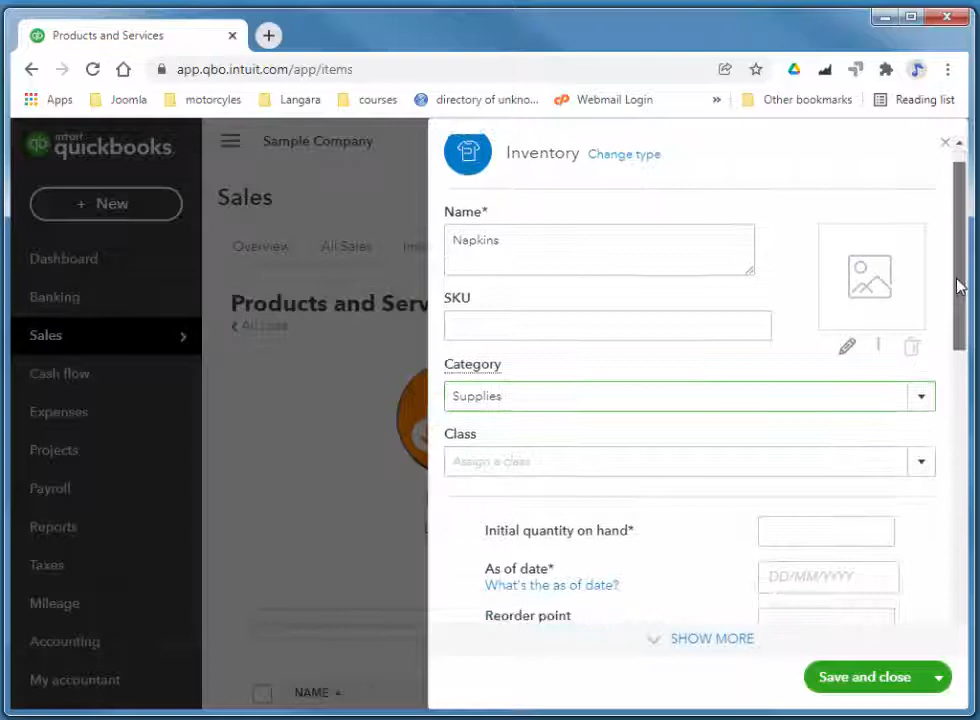 Products and Services
app.qbo.intuit.com/app/items
Apps
Joomla
motorcyles
Langara
courses
directory of unkno...
Webmail Login
»
Other bookmarks
Reading list
intuit
quickbooks
Sample Company
+ New
Sales
Dashboard
Banking
Sales
Cash flow
Expenses
Projects
Payroll
Reports
Taxes
Mileage
Accounting
My accountant
Overview
All Sales
Products and Serv
NAME
Inventory
Change type
Name*
Napkins
SKU
Category
Supplies
Class
Assign a class
Initial quantity on hand*
As of date*
DD/MM/YYYY
What's the as of date?
Reorder point
SHOW MORE
Save and close